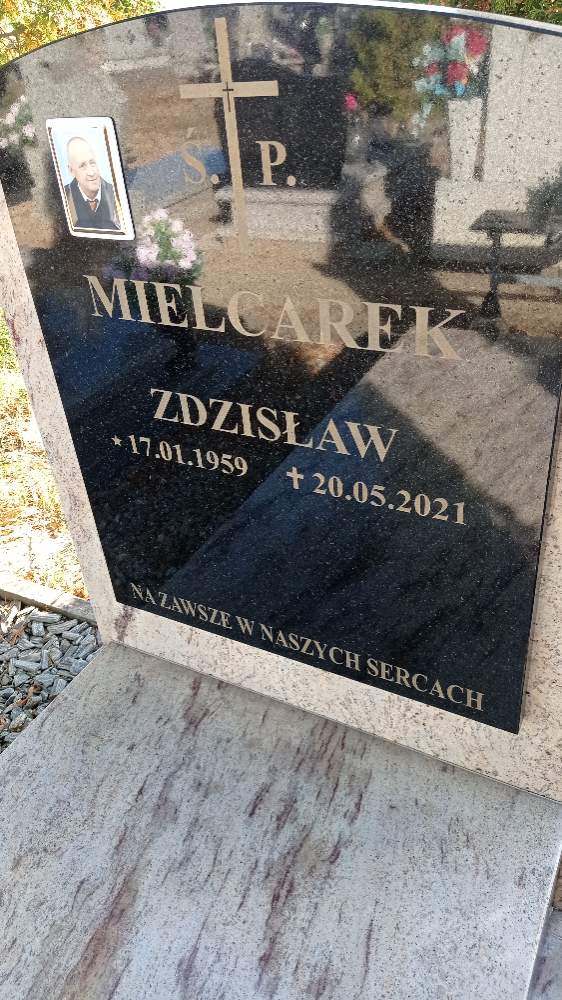 Ś. P.
MIELCAREK
ZDZISŁAW
* 17.01.1959 ✝ 20.05.2021
NA ZAWSZE W NASZYCH SERCACH